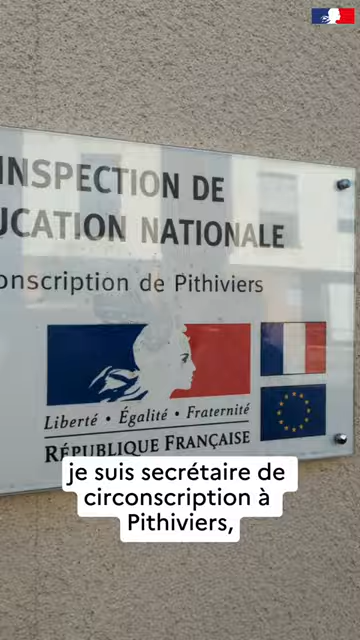 INSPECTION DE
UCATION NATIONALE
onscription de Pithiviers
Liberté • Égalité • Fraternité
RÉPUBLIQUE FRANÇAISE
je suis secrétaire de
circonscription à
Pithiviers,